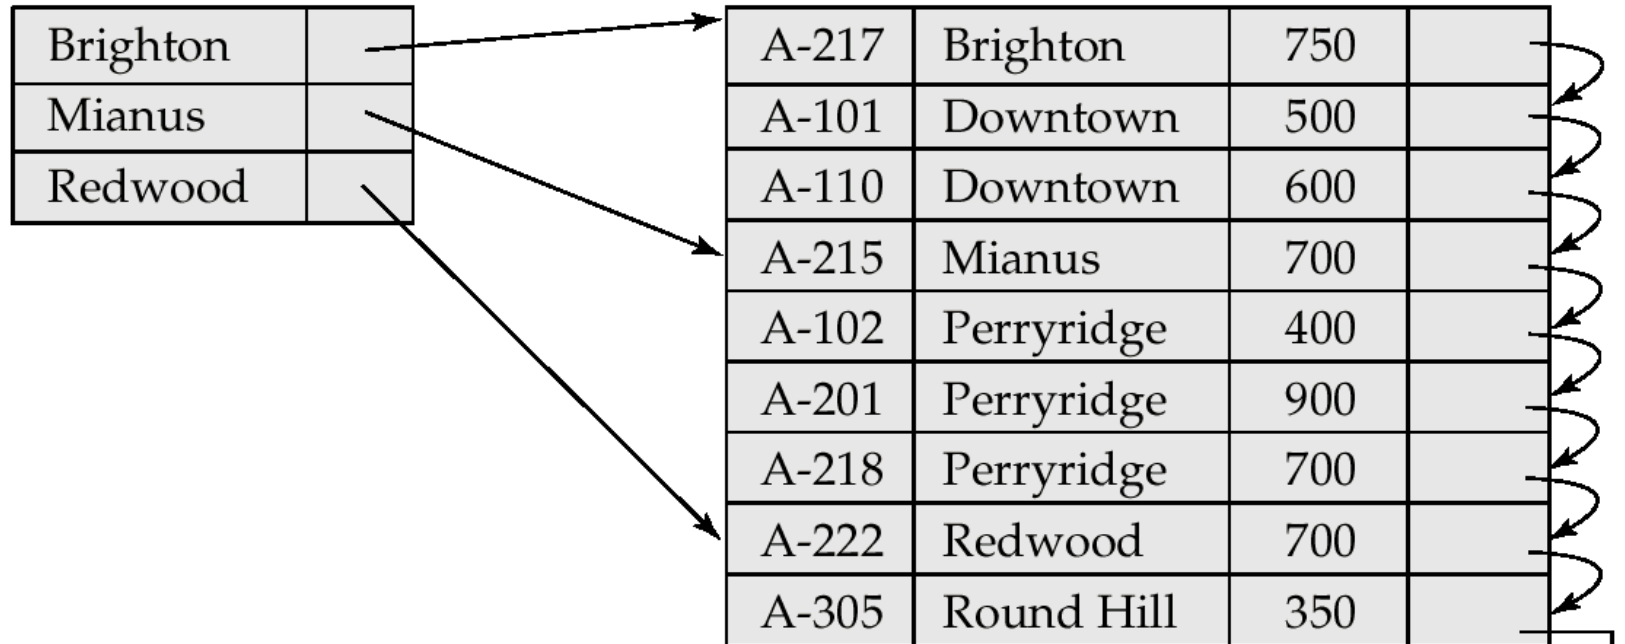 Brighton
Mianus
Redwood
A-217 Brighton 750
A-101 Downtown 500
A-110 Downtown 600
A-215 Mianus 700
A-102 Perryridge 400
A-201 Perryridge 900
A-218 Perryridge 700
A-222 Redwood 700
A-305 Round Hill 350